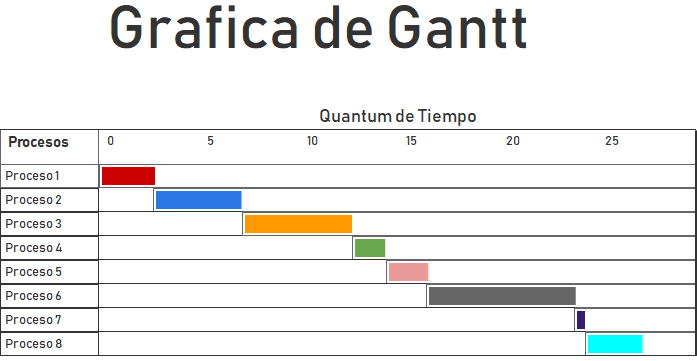 Grafica de Gantt
Quantum de Tiempo
Procesos 0 5 10 15 20 25
Proceso 1
Proceso 2
Proceso 3
Proceso 4
Proceso 5
Proceso 6
Proceso 7
Proceso 8